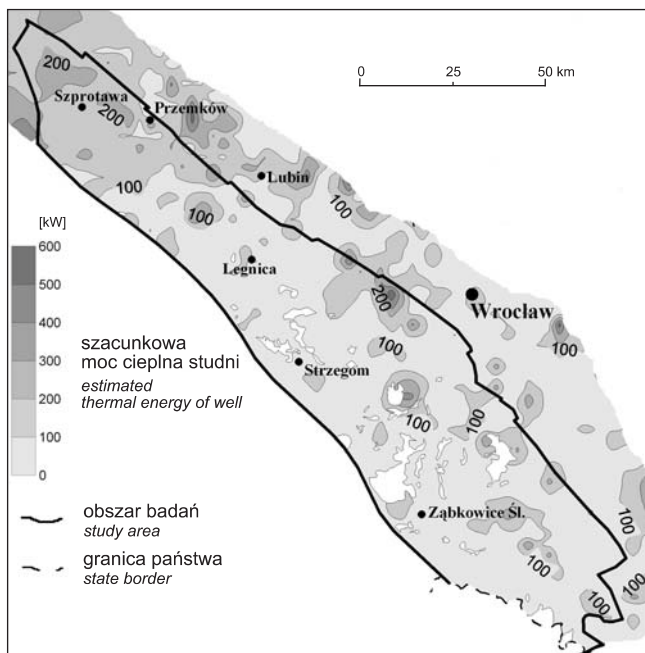 200
Szprotawa
200
Przemków
0 25 50 km
100
Lubin
100
100
[kW]
600
500
400
300
200
100
0
Legnica
200
Wrocław
100
szacunkowa
moc cieplna studni
estimated
thermal energy of well
100
Strzegom
100
100
obszar badań
study area
Ząbkowice Śl.
100
granica państwa
state border
100
100
100